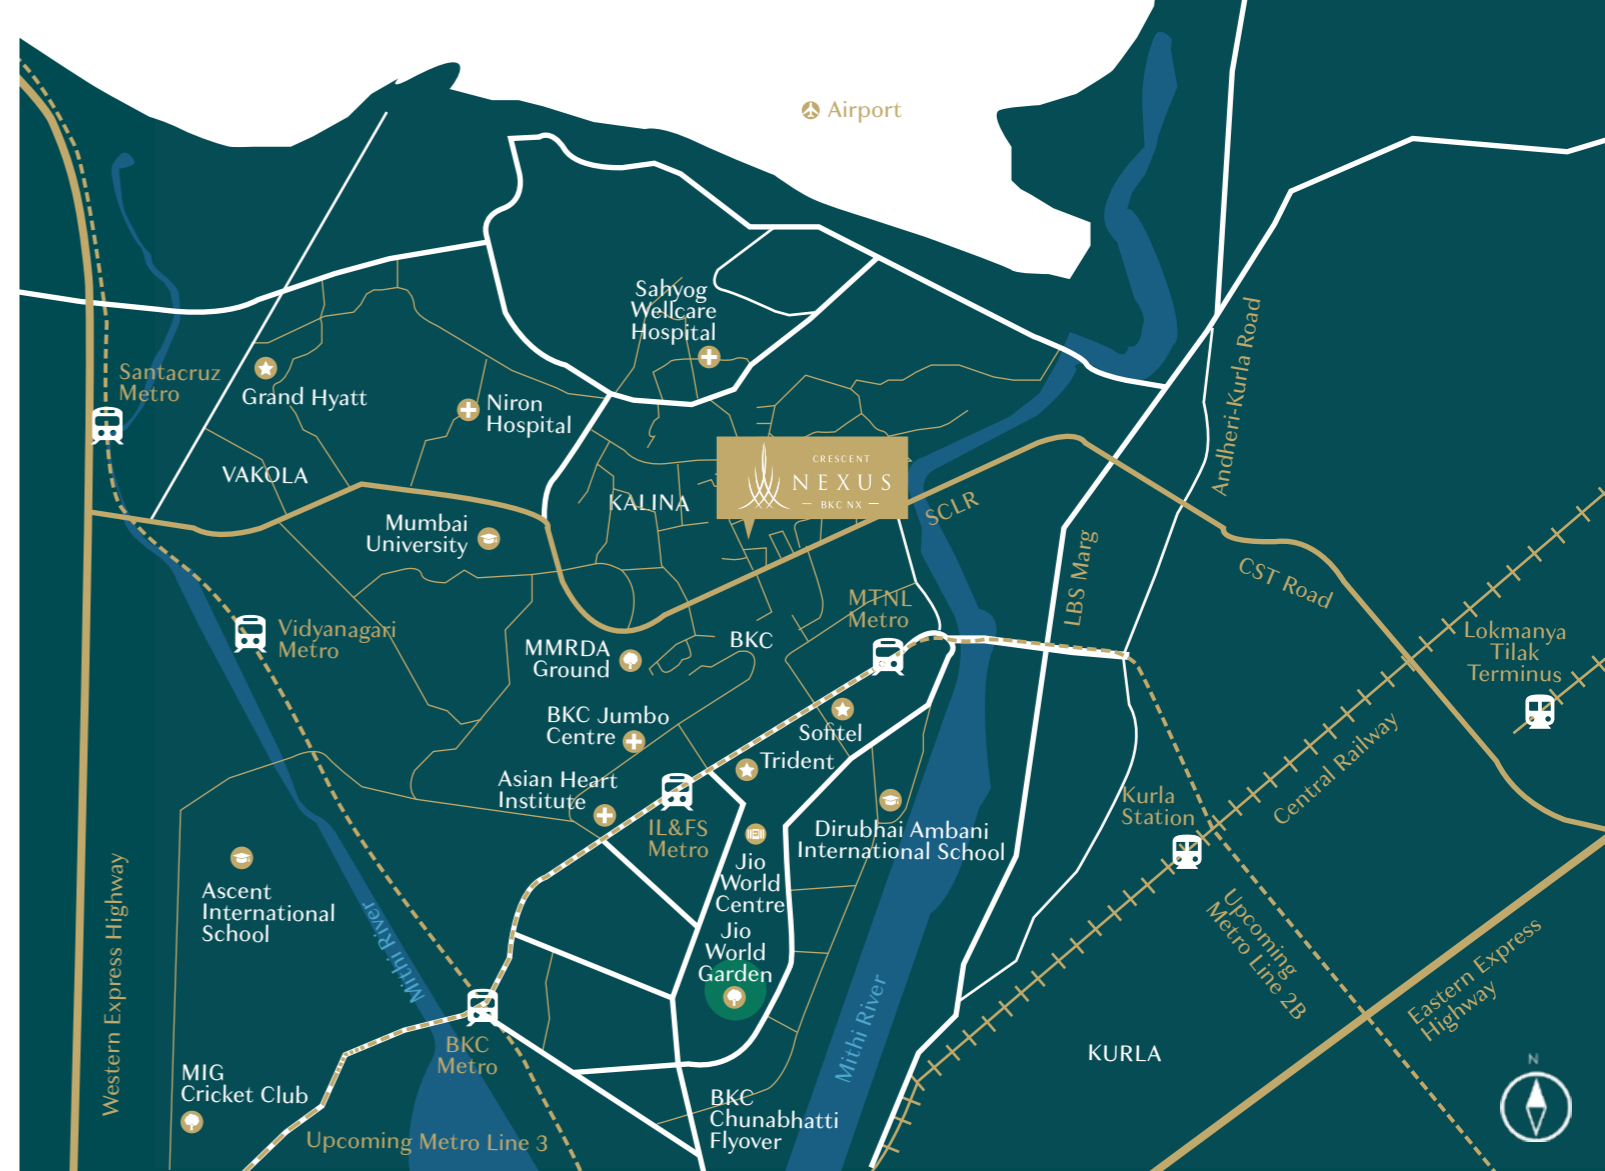 Airport
Sahyog
Wellcare
Hospital
Santacruz
Metro
Grand Hyatt
Niron
Hospital
Andheri-Kurla Road
VAKOLA
KALINA
CRESCENT
NEXUS
BKC NX
SCLR
Mumbai
University
LBS Marg
CST Road
MTNL
Metro
Vidyanagari
Metro
MMRDA
Ground
BKC
Lokmanya
Tilak
Terminus
BKC Jumbo
Centre
Sofitel
Trident
Asian Heart
Institute
IL&FS
Metro
Dirubhai Ambani
International School
Kurla
Station
Central Railway
Jio
World
Centre
Jio
World
Garden
Ascent
International
School
Western Express Highway
Mithi River
Mithi River
Upcoming
Metro Line 2B
Eastern Express
Highway
BKC
Metro
KURLA
N
MIG
Cricket Club
BKC
Chunabhatti
Flyover
Upcoming Metro Line 3